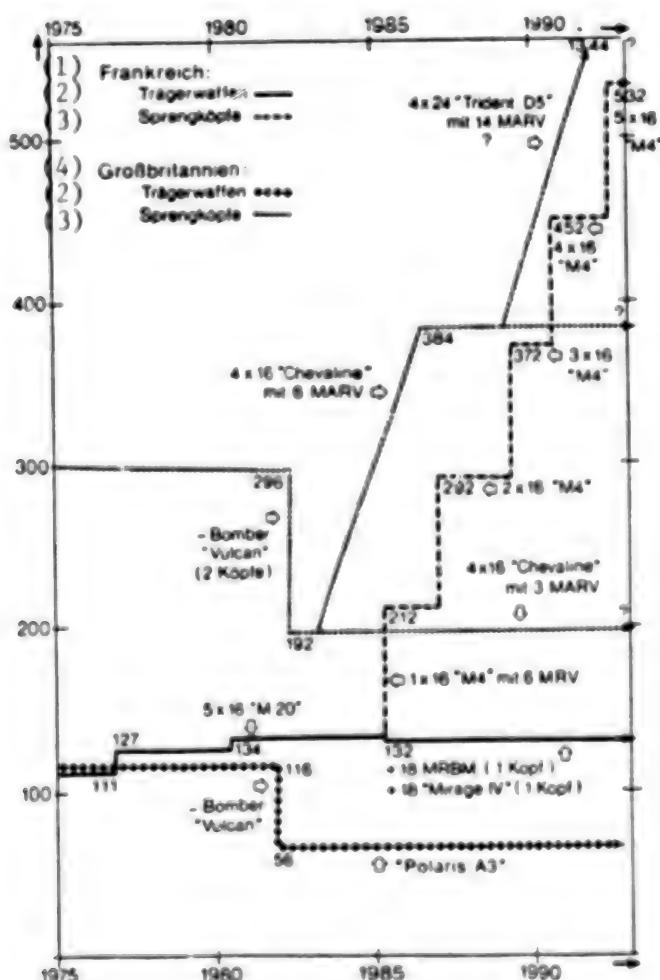 1975 1980 1985 1990
(1) Frankreich:
(2) Trägerwaffen
(3) Sprengköpfe
(4) Großbritannien:
(2) Trägerwaffen
(3) Sprengköpfe
4 x 24 "Trident D5"
mit 14 MARV
?
1344
532
5 x 16
"M4"
500
452
4 x 16
"M4"
400
384
?
4 x 16 "Chevaline"
mit 6 MARV
372
3 x 16
"M4"
300
296
292
2 x 16 "M4"
- Bomber
"Vulcan"
(2 Köpfe)
4 x 16 "Chevaline"
mit 3 MARV
212
200
192
?
1 x 16 "M4" mit 6 MRV
5 x 16 "M 20"
127
134
132
111
116
+ 18 MRBM (1 Kopf)
+ 18 "Mirage IV" (1 Kopf)
100
- Bomber
"Vulcan"
56
"Polaris A3"
1975 1980 1985 1990